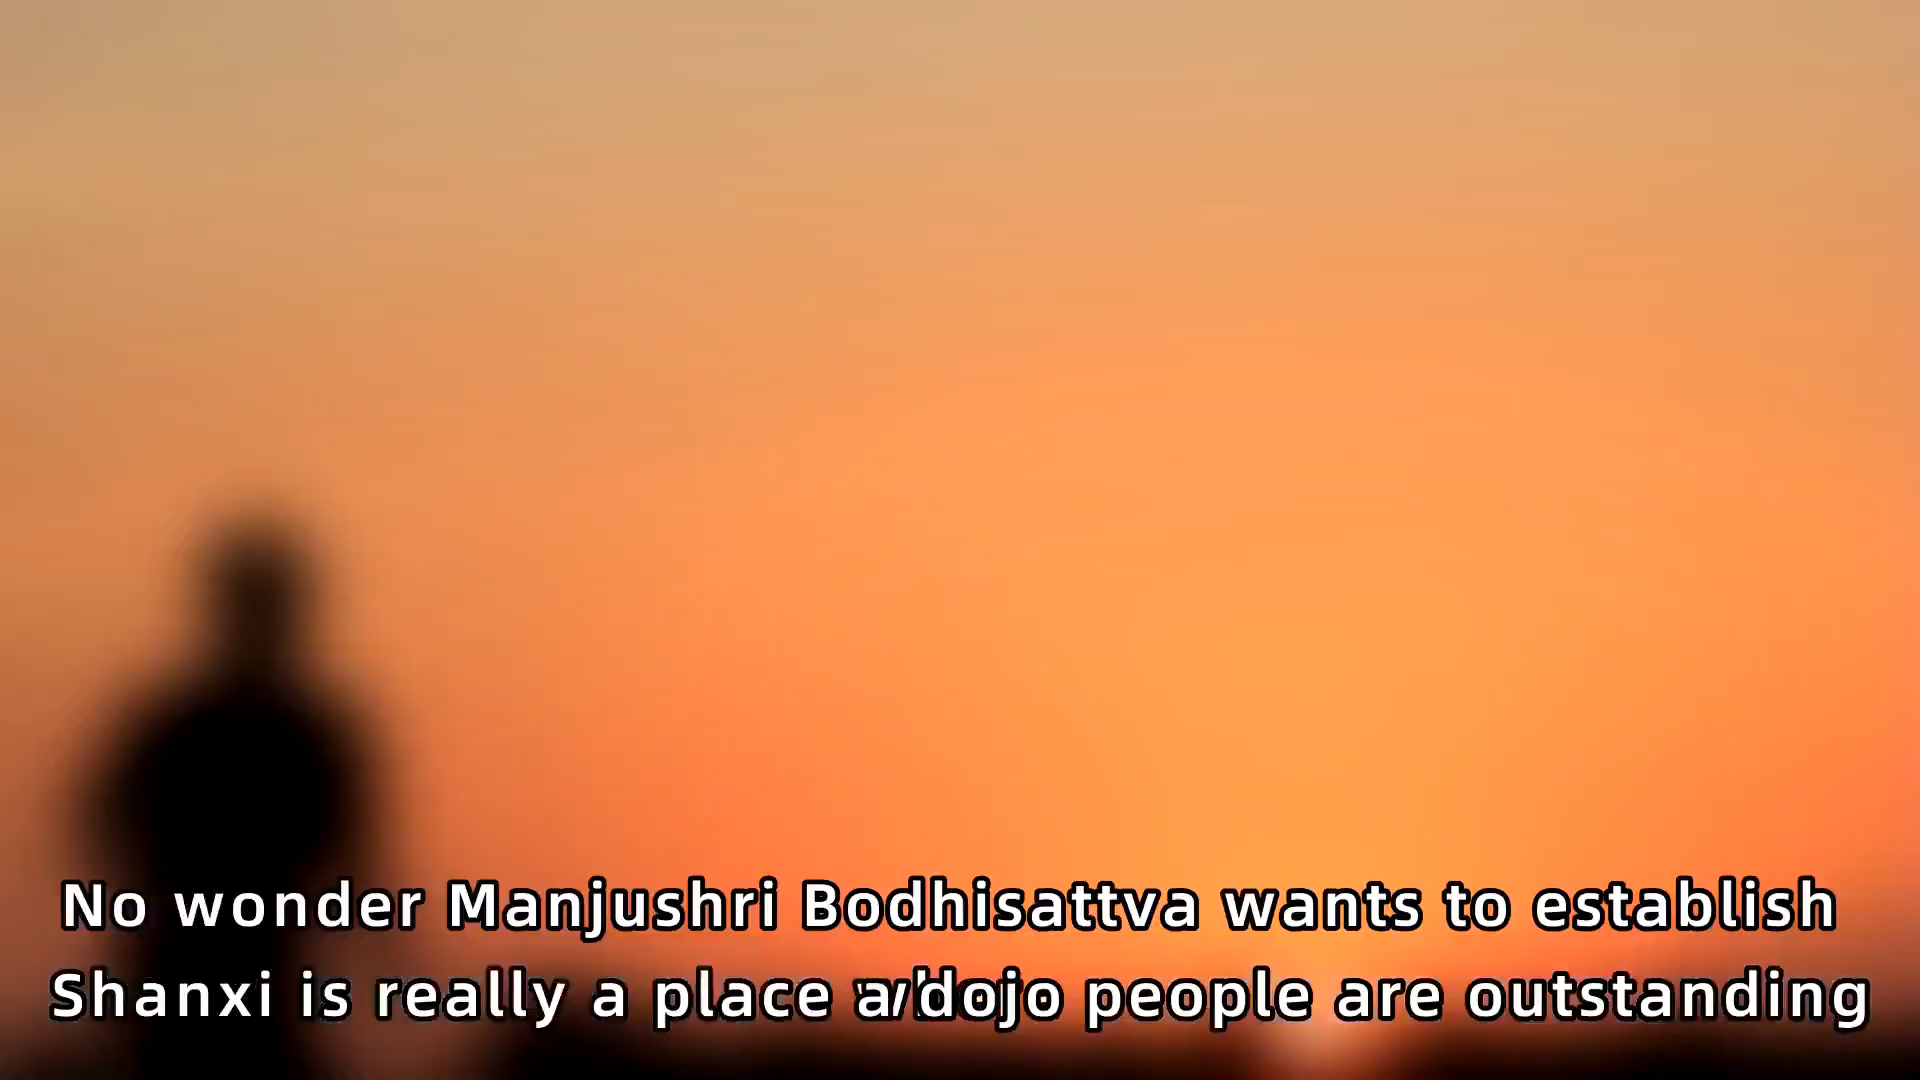 No wonder Manjushri Bodhisattva wants to establish
Shanxi is really a place a dojo people are outstanding